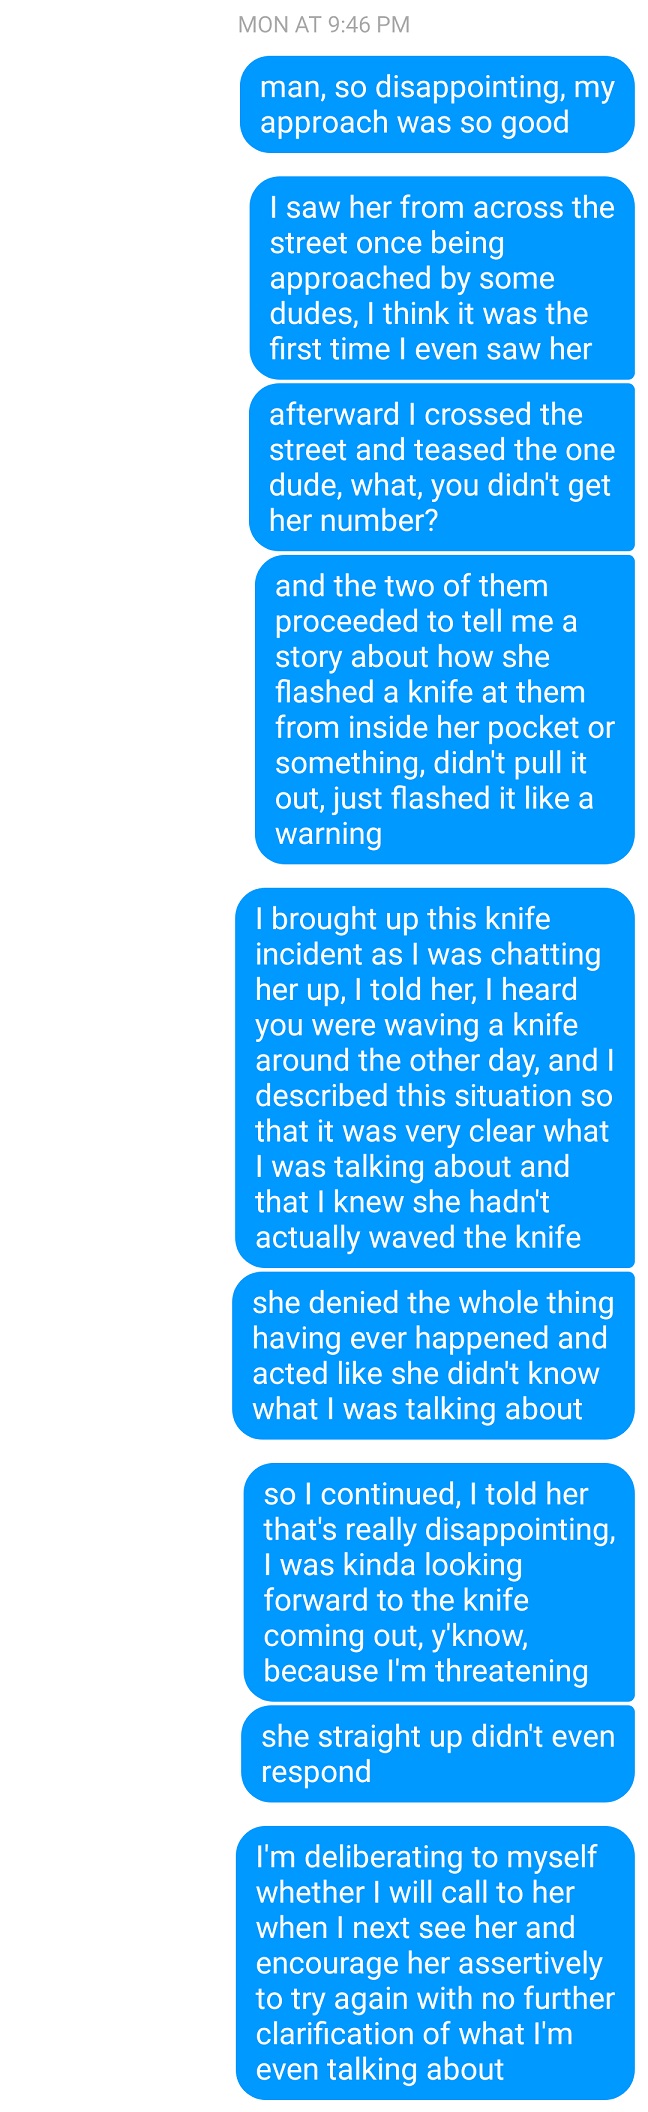 MON AT 9:46 PM
man, so disappointing, my
approach was so good
I saw her from across the
street once being
approached by some
dudes, I think it was the
first time I even saw her
afterward I crossed the
street and teased the one
dude, what, you didn't get
her number?
and the two of them
proceeded to tell me a
story about how she
flashed a knife at them
from inside her pocket or
something, didn't pull it
out, just flashed it like a
warning
I brought up this knife
incident as I was chatting
her up, I told her, I heard
you were waving a knife
around the other day, and I
described this situation so
that it was very clear what
I was talking about and
that I knew she hadn't
actually waved the knife
she denied the whole thing
having ever happened and
acted like she didn't know
what I was talking about
so I continued, I told her
that's really disappointing,
I was kinda looking
forward to the knife
coming out, y'know,
because I'm threatening
she straight up didn't even
respond
I'm deliberating to myself
whether I will call to her
when I next see her and
encourage her assertively
to try again with no further
clarification of what I'm
even talking about